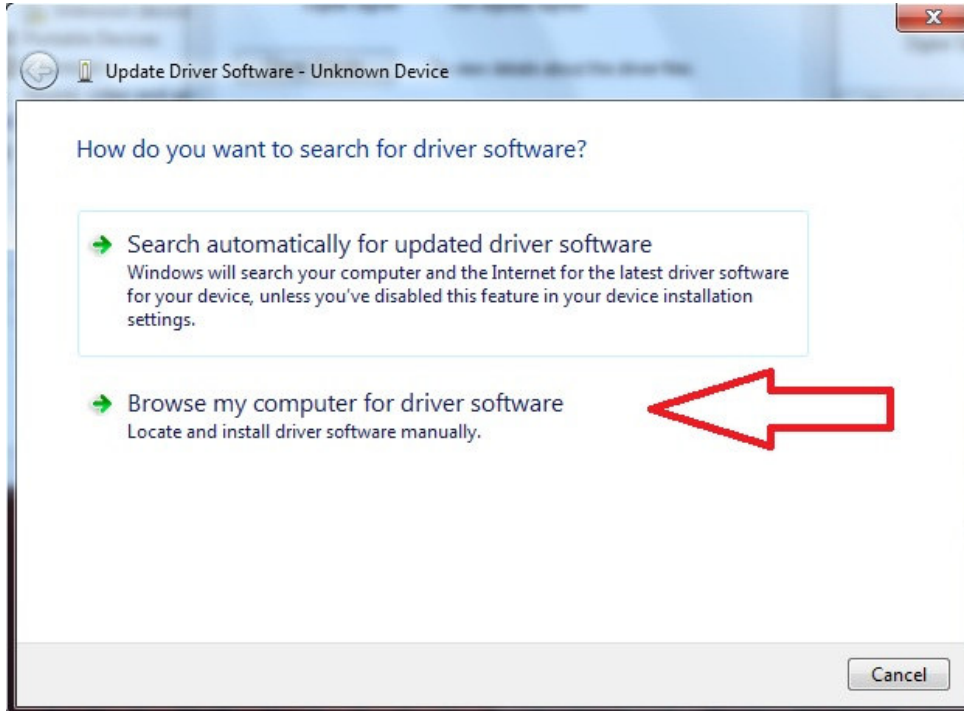 Update Driver Software - Unknown Device
How do you want to search for driver software?
Search automatically for updated driver software
Windows will search your computer and the Internet for the latest driver software
for your device, unless you've disabled this feature in your device installation
settings.
Browse my computer for driver software
Locate and install driver software manually.
Cancel